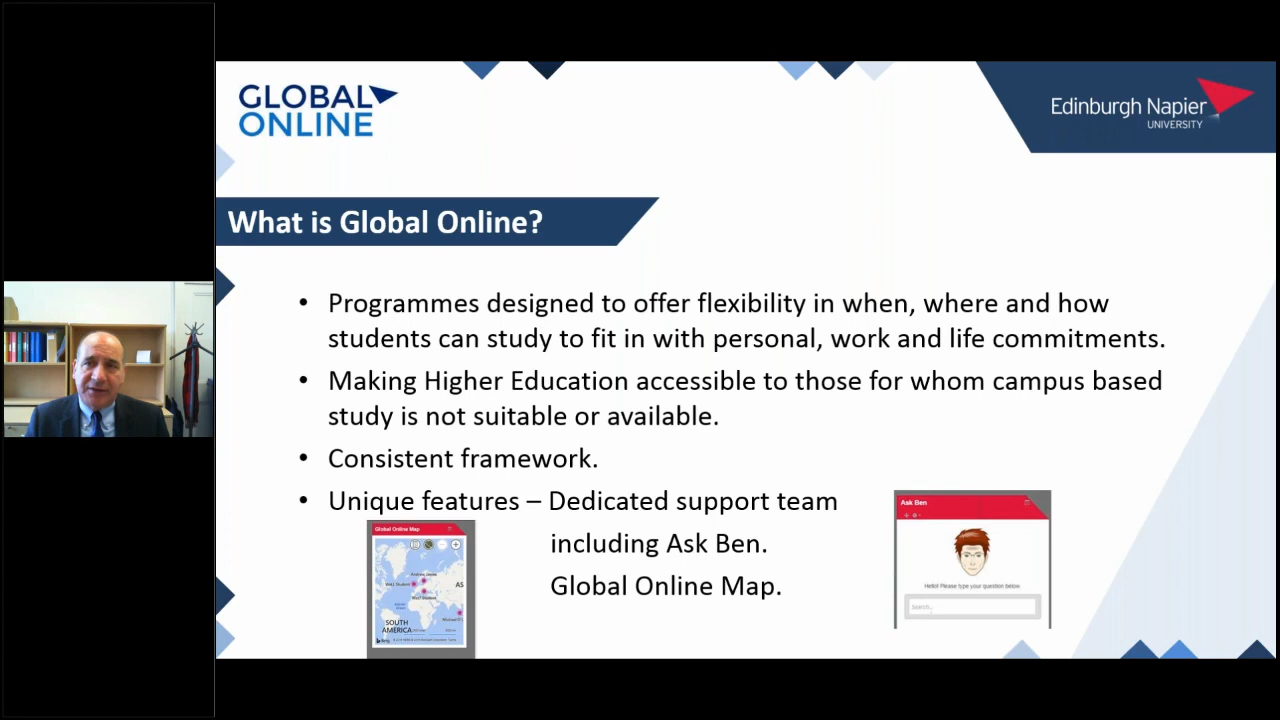 GLOBAL
ONLINE
Edinburgh Napier
UNIVERSITY
What is Global Online?
• Programmes designed to offer flexibility in when, where and how
students can study to fit in with personal, work and life commitments.
• Making Higher Education accessible to those for whom campus based
study is not suitable or available.
• Consistent framework.
• Unique features – Dedicated support team
including Ask Ben.
Global Online Map.
Global Online Map
AS
SOUTH
AMERICA
Ask Ben
Hello! Please type your question below.
Search...